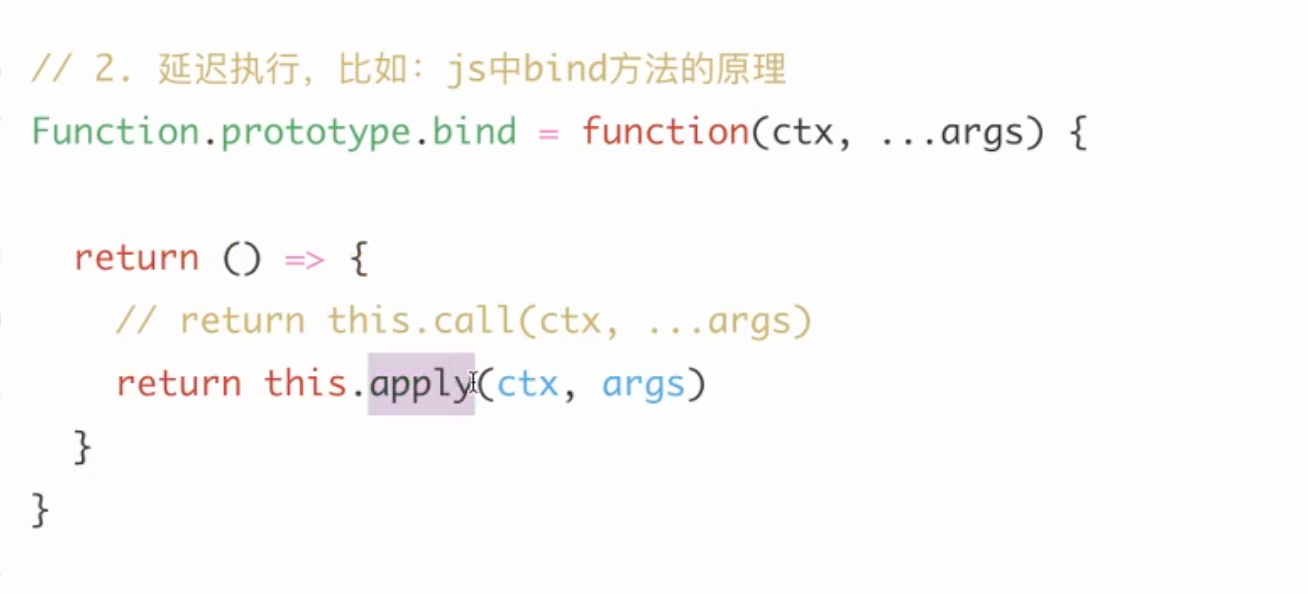 // 2. 延迟执行，比如：js中bind方法的原理
Function.prototype.bind = function(ctx, ...args) {
return () => {
// return this.call(ctx, ...args)
return this.apply(ctx, args)
}
}